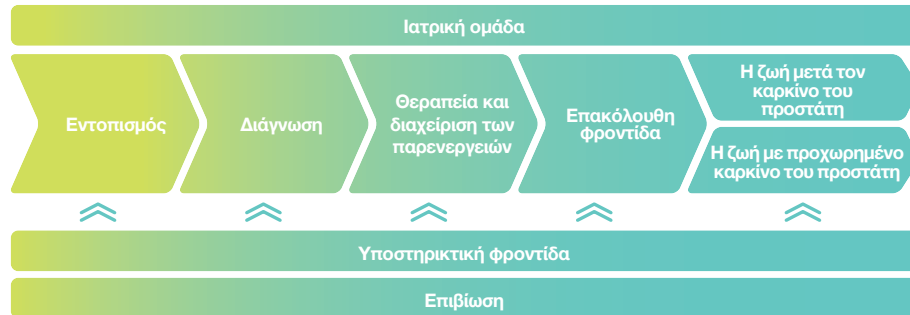 Ιατρική ομάδα
Εντοπισμός
Διάγνωση
Θεραπεία και
διαχείριση των
παρενεργειών
Επακόλουθη
φροντίδα
Η ζωή μετά τον
καρκίνο του
προστάτη
Η ζωή με προχωρημένο
καρκίνο του προστάτη
Υποστηρικτική φροντίδα
Επιβίωση